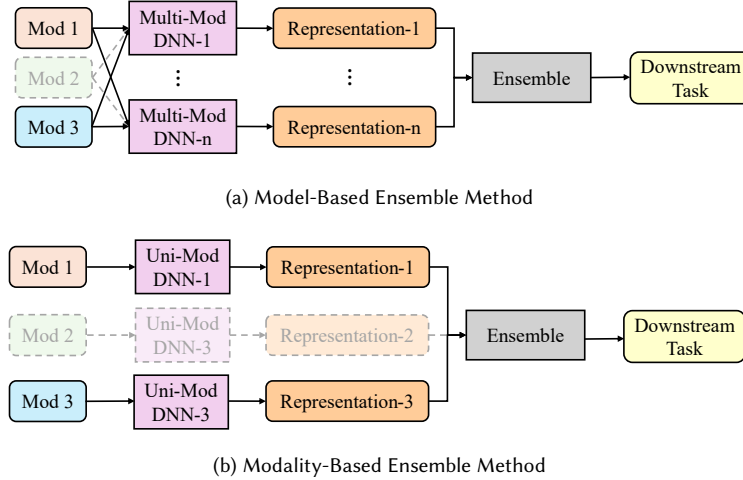 Mod 1
Multi-Mod
DNN-1
Representation-1
Mod 2
⋮
⋮
Ensemble
Downstream
Task
Mod 3
Multi-Mod
DNN-n
Representation-n
(a) Model-Based Ensemble Method
Mod 1
Uni-Mod
DNN-1
Representation-1
Mod 2
Uni-Mod
DNN-3
Representation-2
Ensemble
Downstream
Task
Mod 3
Uni-Mod
DNN-3
Representation-3
(b) Modality-Based Ensemble Method